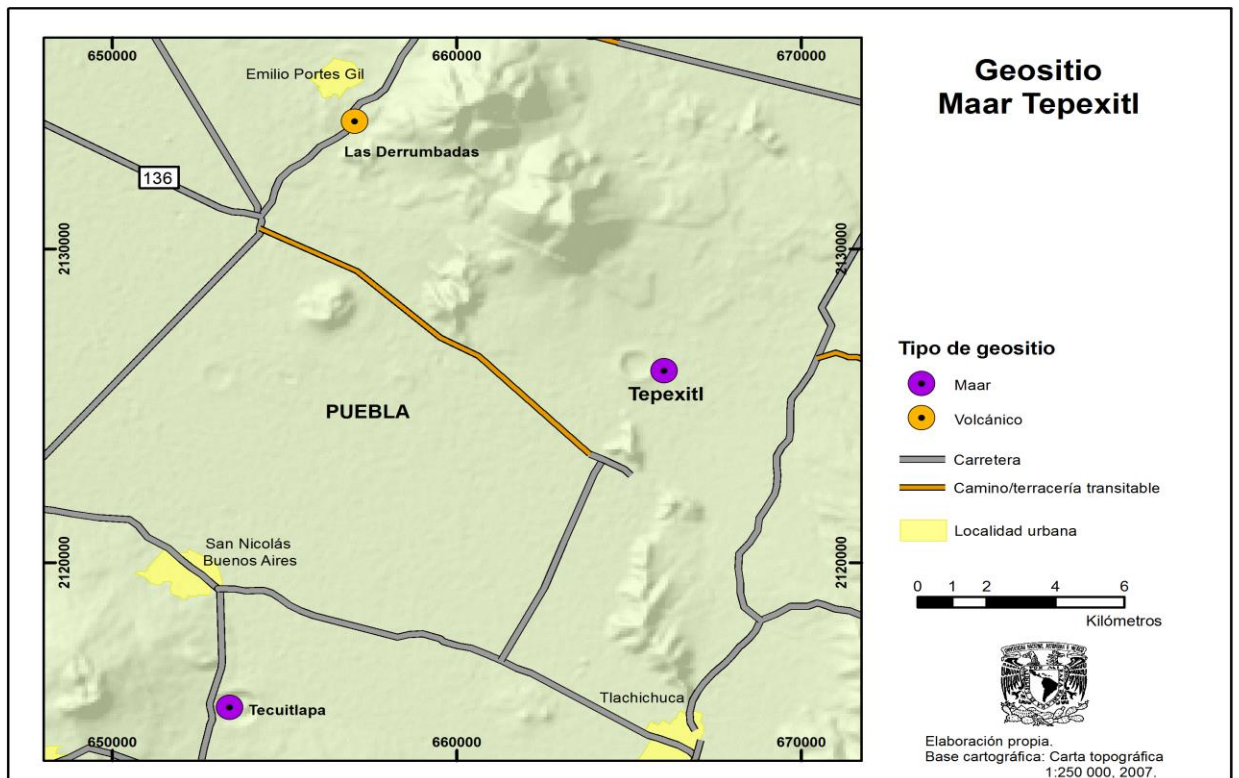 Geositio
Maar Tepexitl
650000
660000
670000
Emilio Portes Gil
Las Derrumbadas
136
2130000
2130000
Tepexitl
PUEBLA
San Nicolás
Buenos Aires
2120000
2120000
Tlachichuca
Tecuitlapa
650000
660000
670000
Tipo de geositio
Maar
Volcánico
Carretera
Camino/terracería transitable
Localidad urbana
0 1 2 4 6
Kilómetros
Elaboración propia.
Base cartográfica: Carta topográfica
1:250 000, 2007.